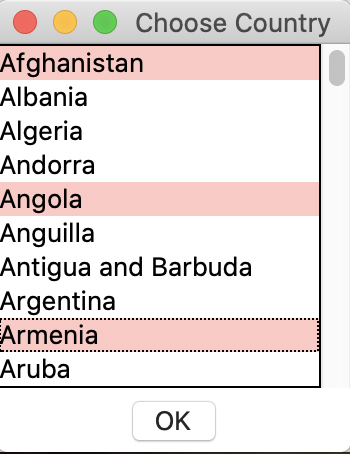 Choose Country
Afghanistan
Albania
Algeria
Andorra
Angola
Anguilla
Antigua and Barbuda
Argentina
Armenia
Aruba
OK